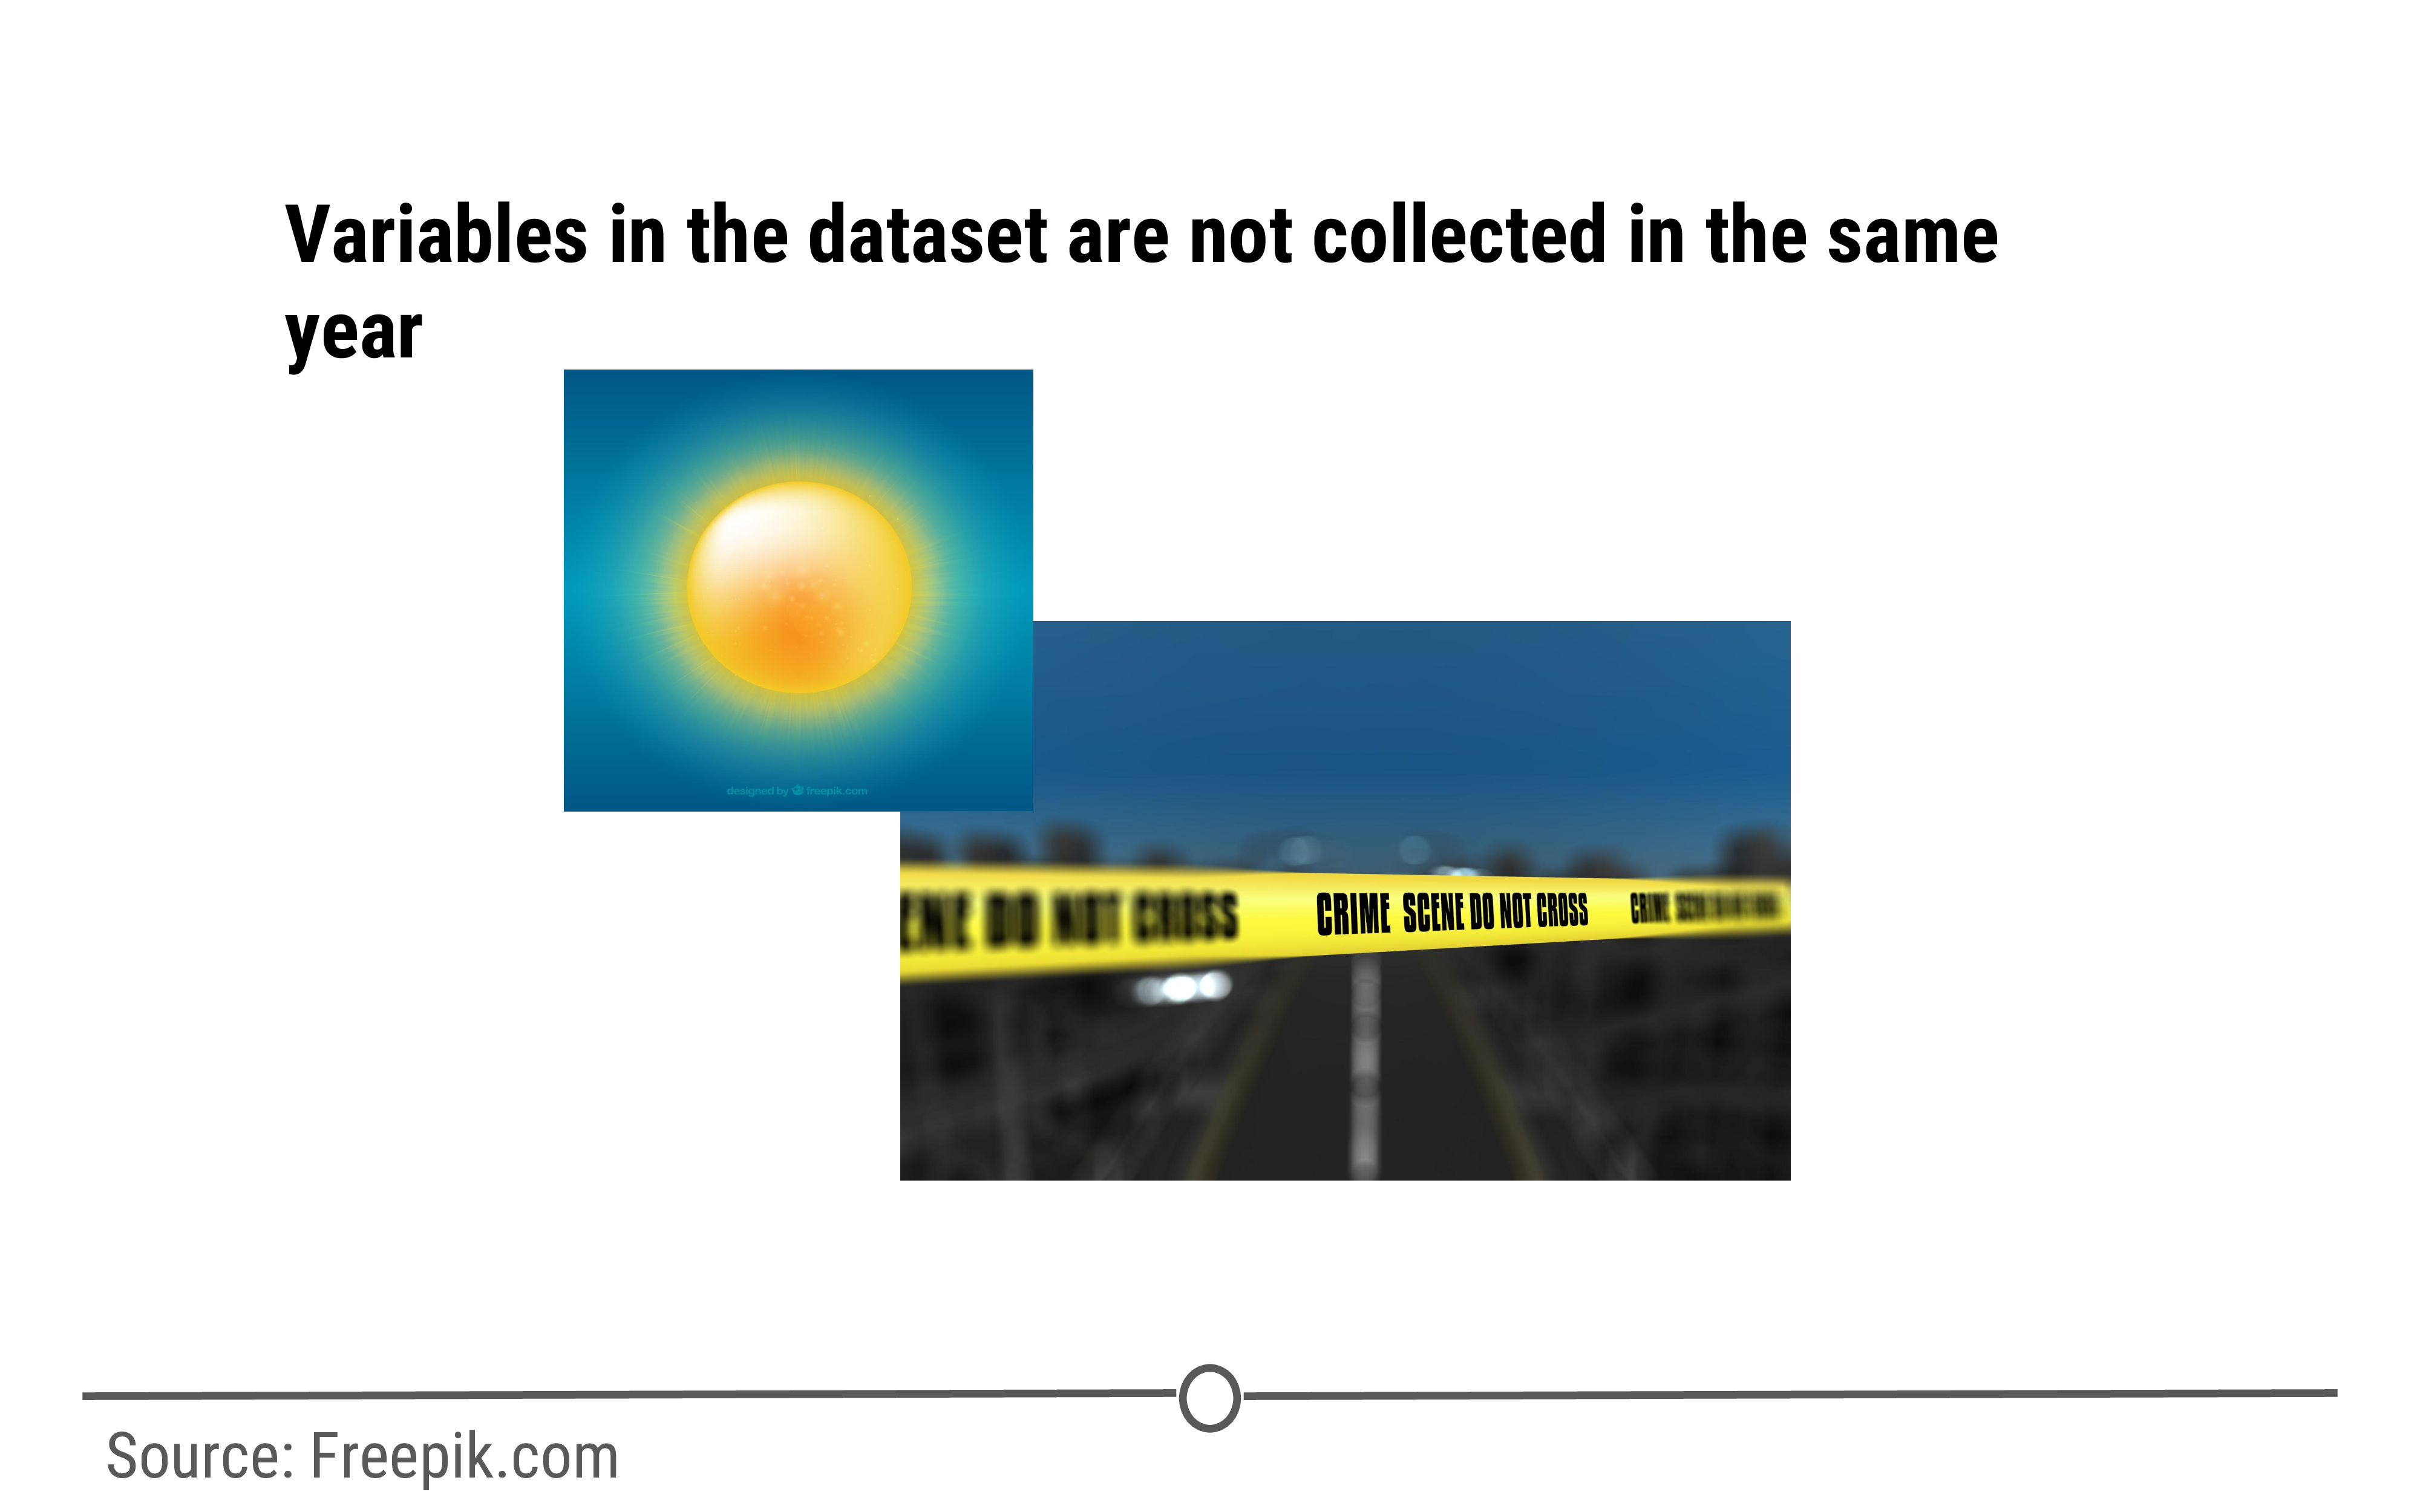 Variables in the dataset are not collected in the same
year
designed by freepik.com
ENE DO NOT CROSS CRIME SCENE DO NOT CROSS CRIME
Source: Freepik.com